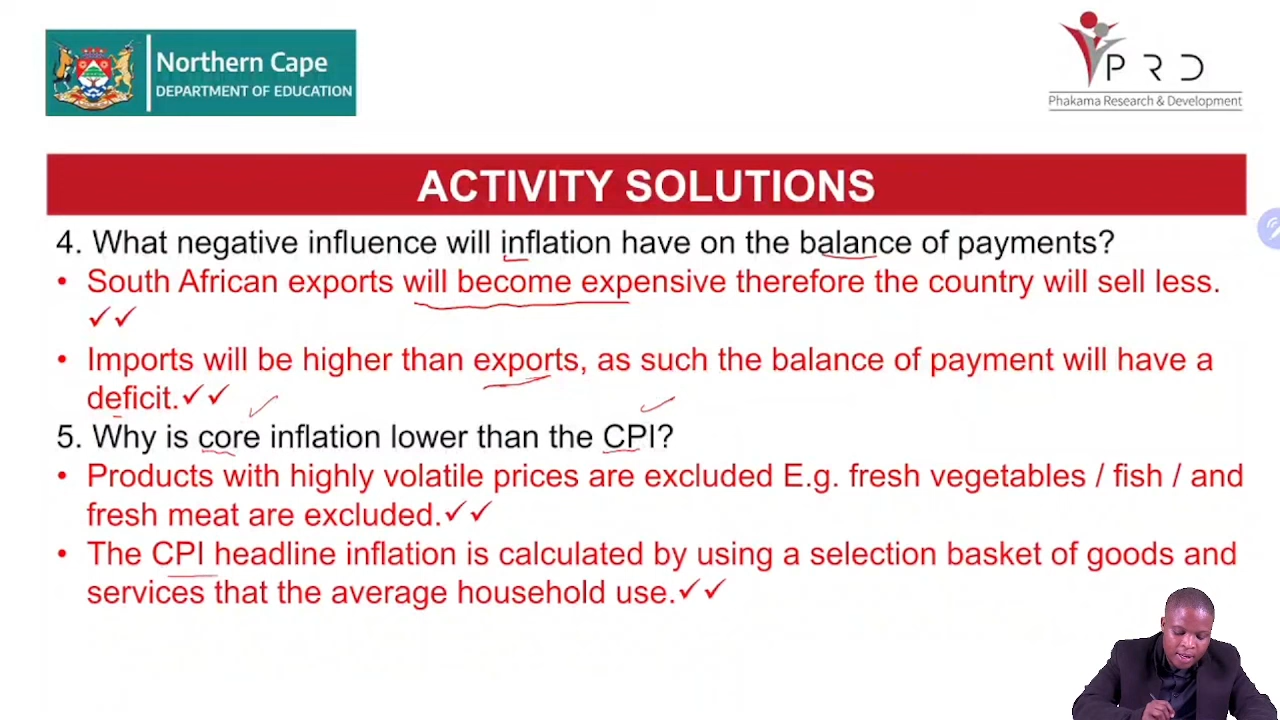 Northern Cape
DEPARTMENT OF EDUCATION
P R D
Phakama Research & Development
ACTIVITY SOLUTIONS
4. What negative influence will inflation have on the balance of payments?
• South African exports will become expensive therefore the country will sell less.
✓✓
• Imports will be higher than exports, as such the balance of payment will have a
deficit.✓✓
5. Why is core inflation lower than the CPI?
• Products with highly volatile prices are excluded E.g. fresh vegetables / fish / and
fresh meat are excluded.✓✓
• The CPI headline inflation is calculated by using a selection basket of goods and
services that the average household use.✓✓